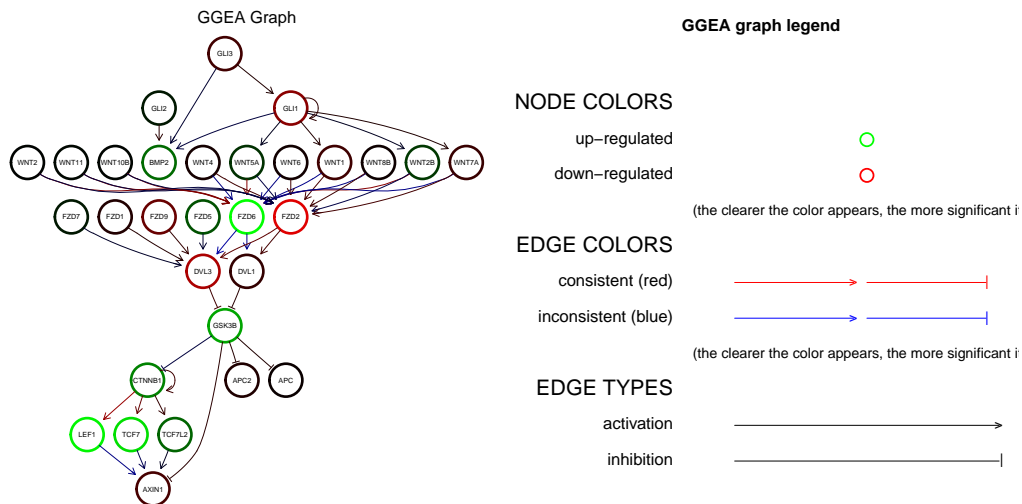 GGEA Graph
GLI3
GLI2
GLI1
WNT2
WNT11
WNT10B
BMP2
WNT4
WNT5A
WNT6
WNT1
WNT8B
WNT2B
WNT7A
FZD7
FZD1
FZD9
FZD5
FZD6
FZD2
DVL3
DVL1
GSK3B
CTNNB1
APC2
APC
LEF1
TCF7
TCF7L2
AXIN1
GGEA graph legend
NODE COLORS
up−regulated
down−regulated
(the clearer the color appears, the more significant i
EDGE COLORS
consistent (red)
inconsistent (blue)
(the clearer the color appears, the more significant i
EDGE TYPES
activation
inhibition